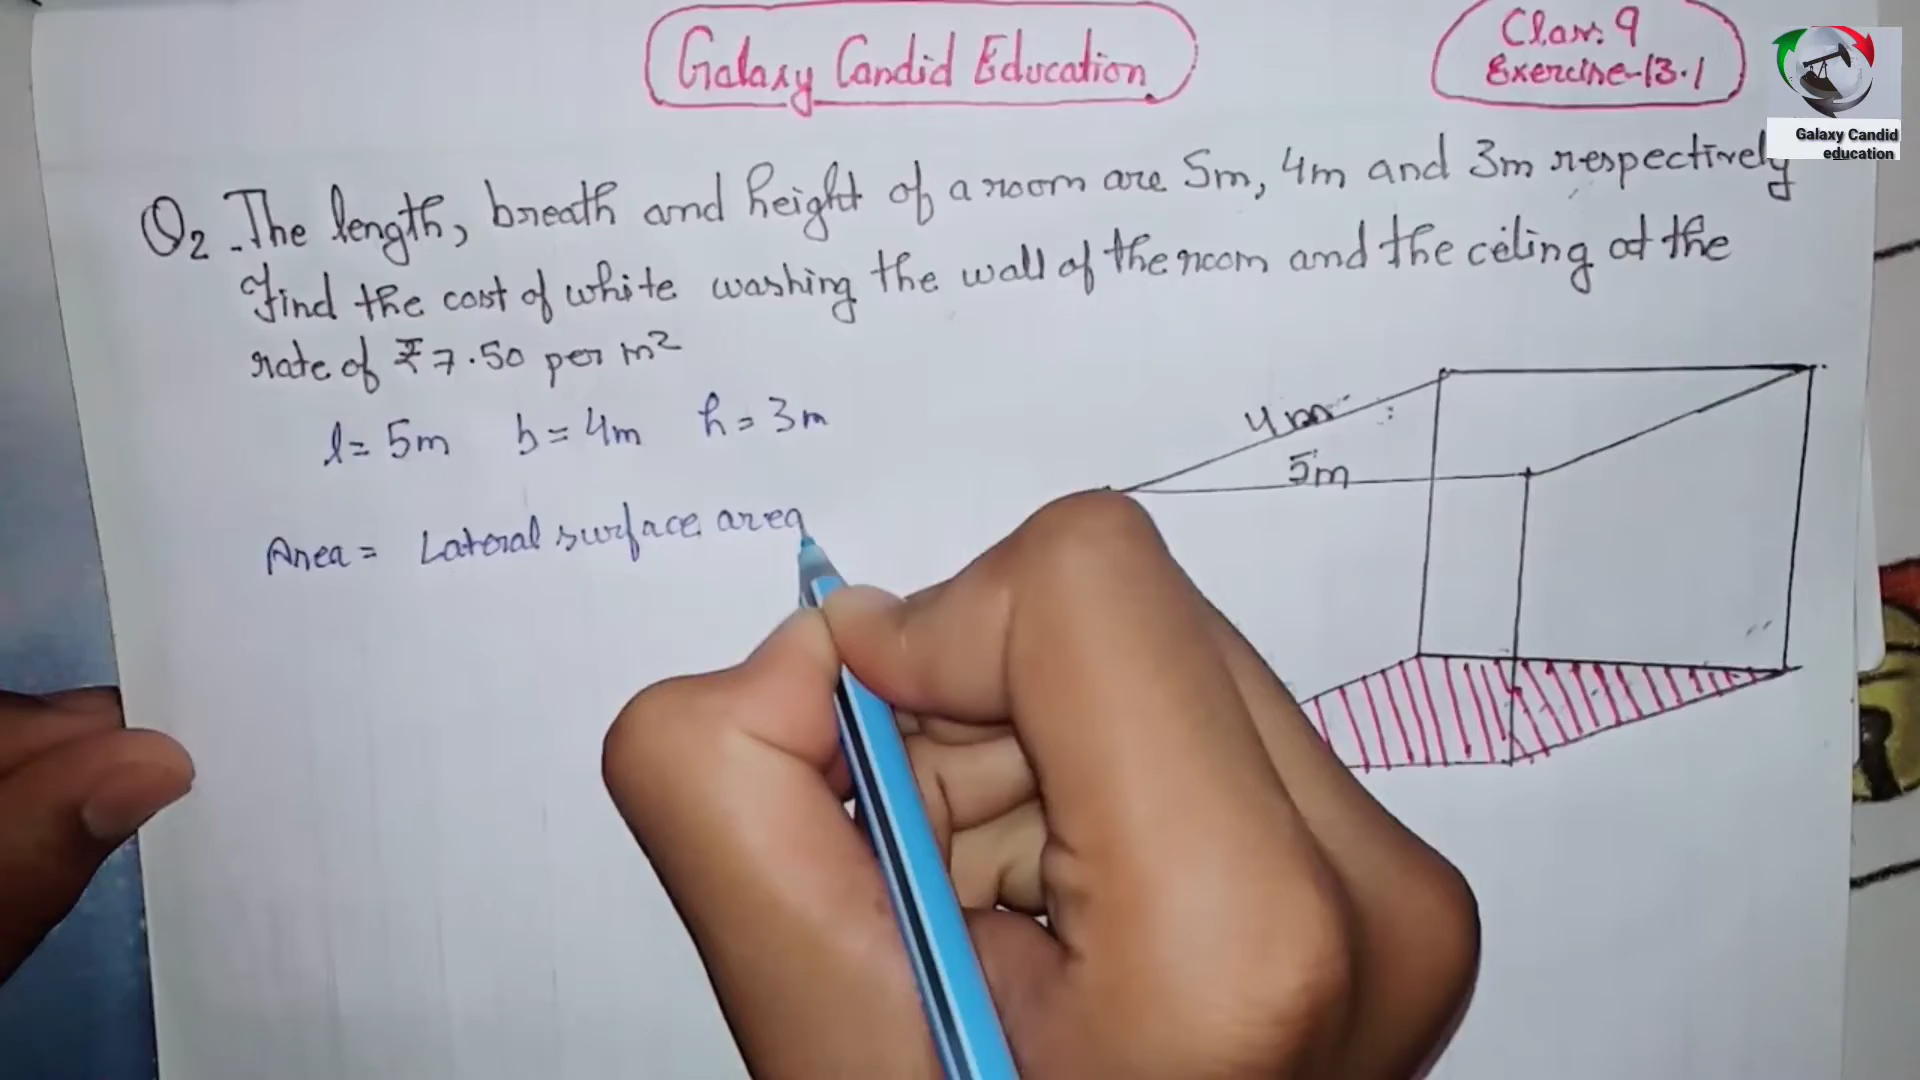 Galaxy Candid Education
Class: 9
Exercise-13.1
Galaxy Candid
education
Q2. The length, breath and height of a room are 5m, 4m and 3m respectively
Find the cost of white washing the wall of the room and the celing at the
rate of ₹7.50 per m²
l= 5m b= 4m h= 3m
Area= Lateral surface area
4m
5m